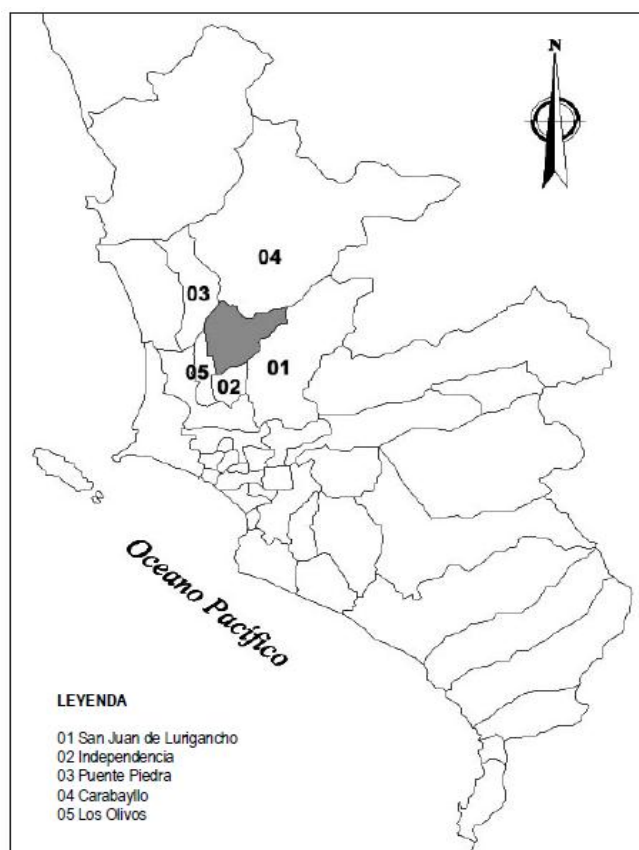 N
04
03
01
05
02
Oceano Pacífico
LEYENDA
01 San Juan de Lurigancho
02 Independencia
03 Puente Piedra
04 Carabayllo
05 Los Olivos